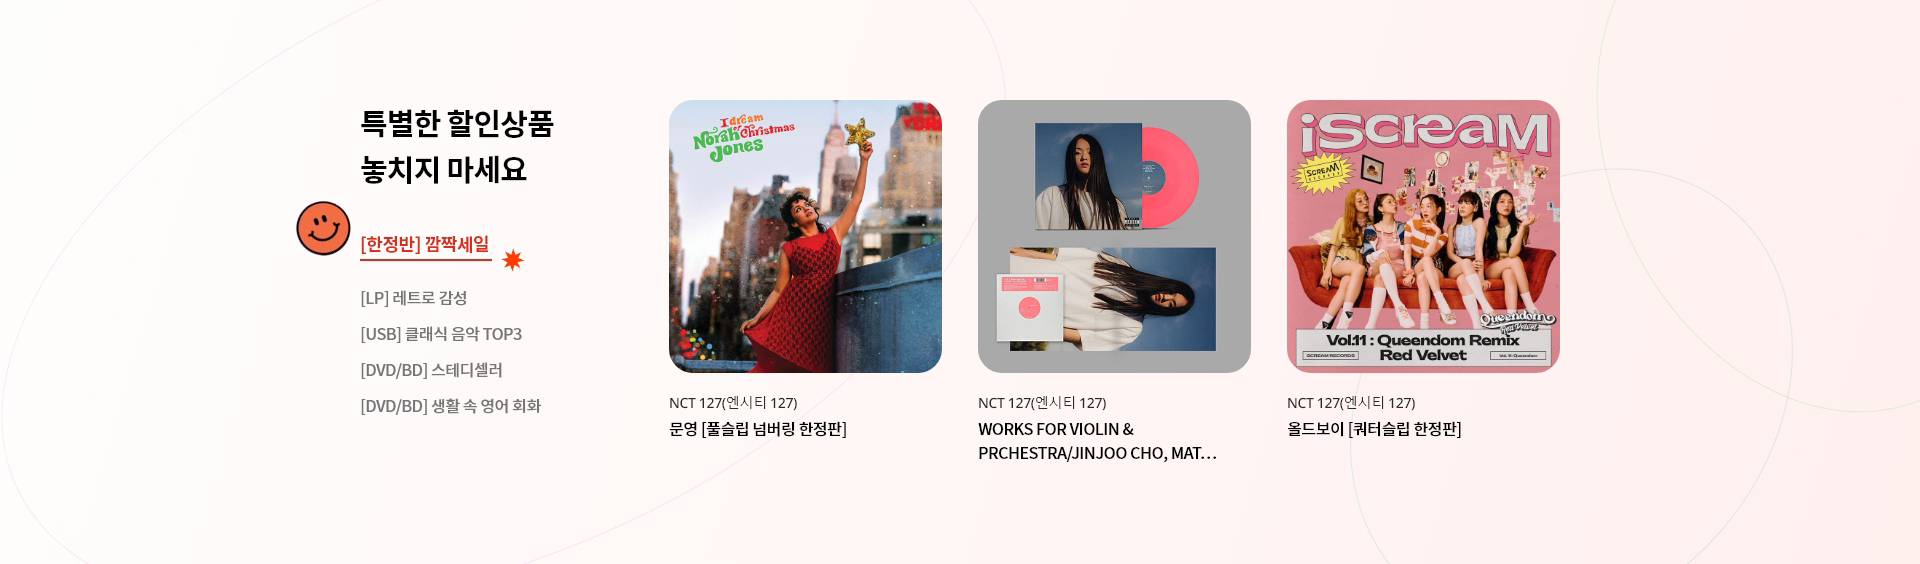 특별한 할인상품
놓치지 마세요
[한정반] 깜짝세일
[LP] 레트로 감성
[USB] 클래식 음악 TOP3
[DVD/BD] 스테디셀러
[DVD/BD] 생활 속 영어 회화
I dream
of Christmas
Norah
Jones
NCT 127(엔시티 127)
문영 [풀슬립 넘버링 한정판]
NCT 127(엔시티 127)
WORKS FOR VIOLIN &
PRCHESTRA/JINJOO CHO, MAT...
iScreaM
SCREAM
RECORDS
Queendom
Red Velvet
Vol.11 : Queendom Remix
Red Velvet
SCREAM RECORDS
NCT 127(엔시티 127)
올드보이 [쿼터슬립 한정판]